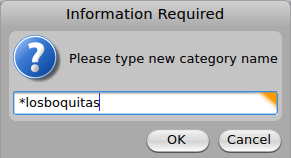 Information Required
Please type new category name
*losboquitas
OK
Cancel